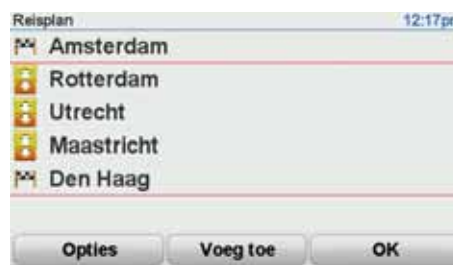 Reisplan 12:17pm
Amsterdam
Rotterdam
Utrecht
Maastricht
Den Haag
Opties Voeg toe OK